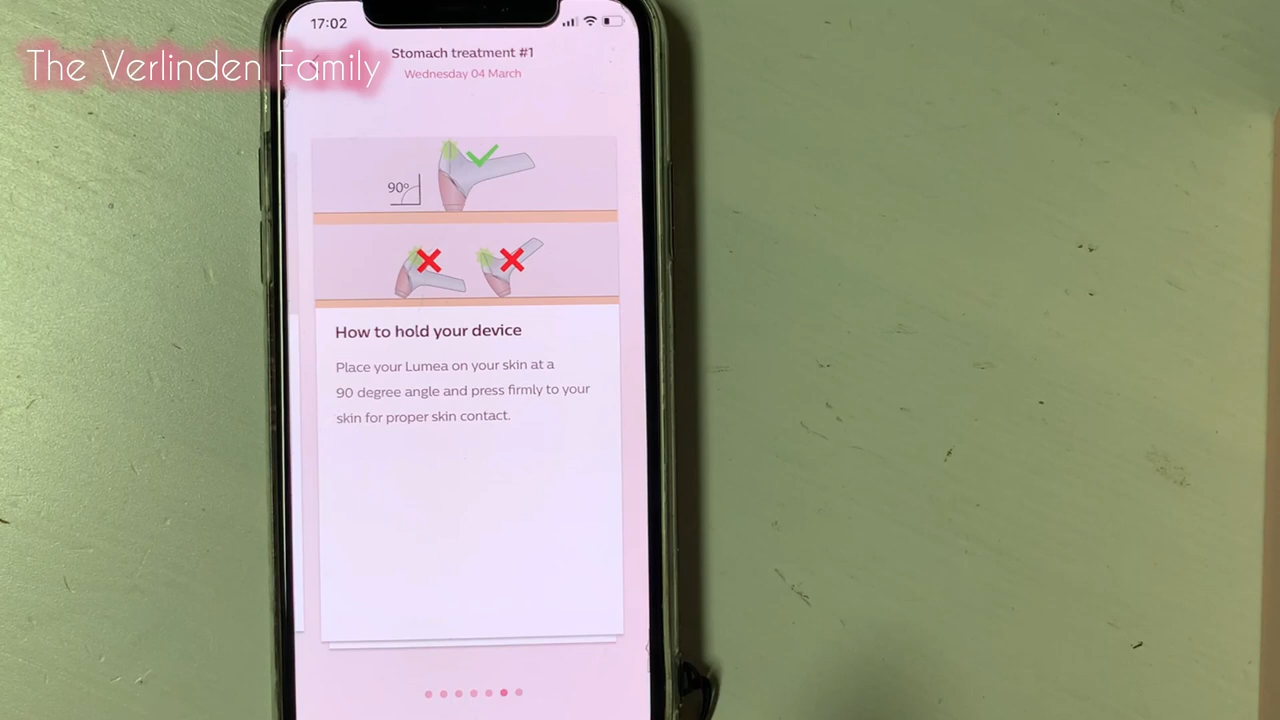 17:02
The Verlinden Family
Stomach treatment #1
Wednesday 04 March
90º
How to hold your device
Place your Lumea on your skin at a
90 degree angle and press firmly to your
skin for proper skin contact.